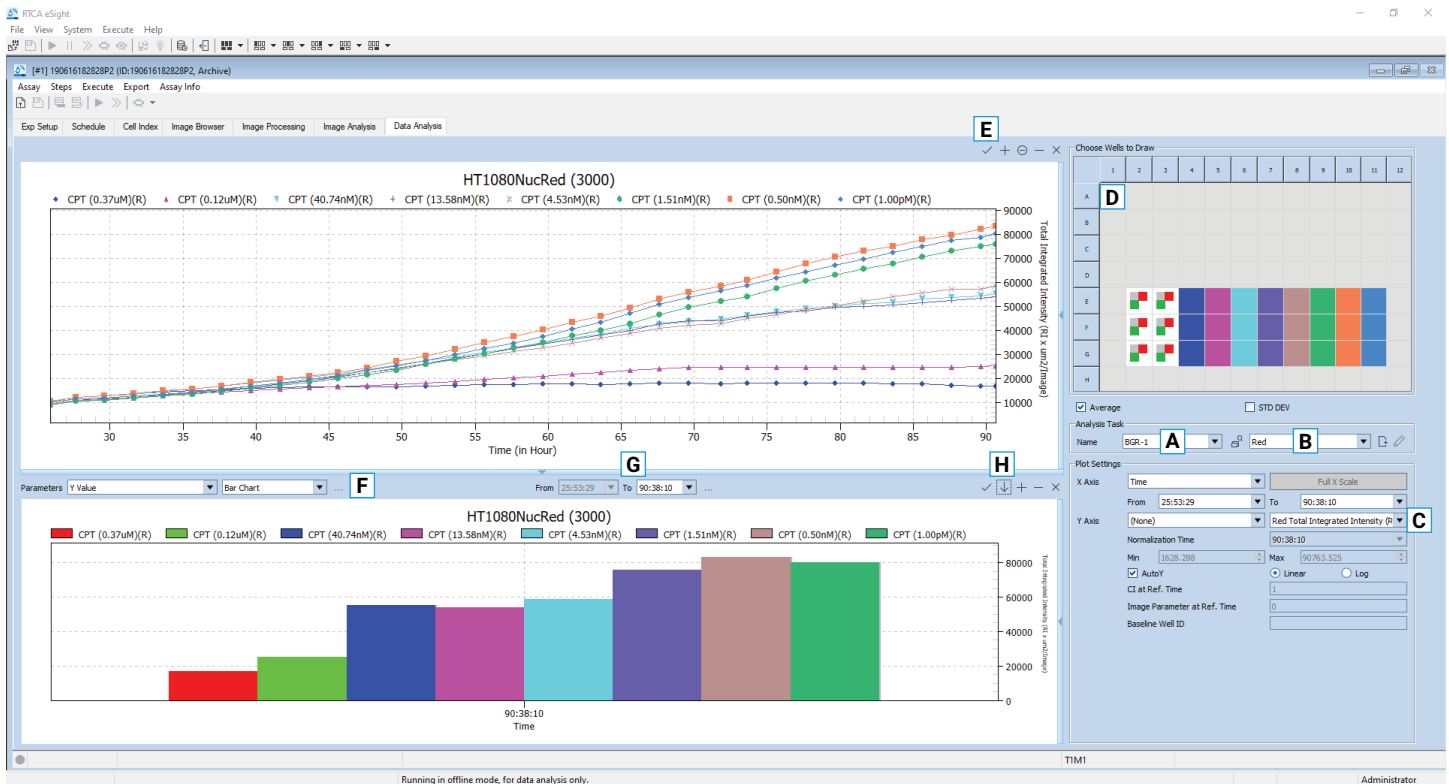 RTCA eSight
File View System Execute Help
[#1] 190616182828P2 (ID:190616182828P2, Archive)
Assay Steps Execute Export Assay Info
Exp Setup Schedule Cell Index Image Browser Image Processing Image Analysis Data Analysis
E
HT1080NucRed (3000)
CPT (0.37uM)(R) CPT (0.12uM)(R) CPT (40.74nM)(R) CPT (13.58nM)(R) CPT (4.53nM)(R) CPT (1.51nM)(R) CPT (0.50nM)(R) CPT (1.00pM)(R)
90000
80000
70000
60000
50000
40000
30000
20000
10000
Total Integrated Intensity (RI x um2/Image)
30 35 40 45 50 55 60 65 70 75 80 85 90
Time (in Hour)
G
H
Parameters Y Value Bar Chart ... F From 25:53:29 To 90:38:10 ...
HT1080NucRed (3000)
CPT (0.37uM)(R) CPT (0.12uM)(R) CPT (40.74nM)(R) CPT (13.58nM)(R) CPT (4.53nM)(R) CPT (1.51nM)(R) CPT (0.50nM)(R) CPT (1.00pM)(R)
80000
60000
40000
20000
0
Total Integrated Intensity (RI x um2/Image)
90:38:10
Time
Choose Wells to Draw
1 2 3 4 5 6 7 8 9 10 11 12
A D
B
C
D
E
F
G
H
Average STD DEV
Analysis Task
Name BGR-1 A Red B
Plot Settings
X Axis Time Full X Scale
From 25:53:29 To 90:38:10
Y Axis (None) Red Total Integrated Intensity (R C
Normalization Time 90:38:10
Min 1628.288 Max 90763.525
AutoY Linear Log
CI at Ref. Time 1
Image Parameter at Ref. Time 0
Baseline Well ID
T1M1
Running in offline mode, for data analysis only. Administrator